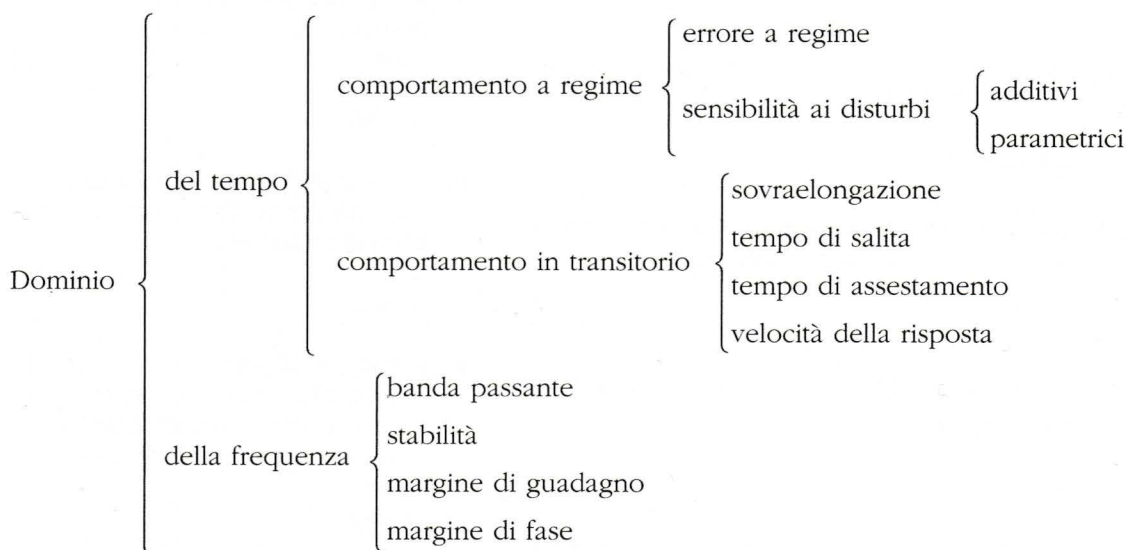 errore a regime
comportamento a regime
sensibilità ai disturbi
additivi
parametrici
del tempo
sovraelongazione
tempo di salita
comportamento in transitorio
tempo di assestamento
velocità della risposta
Dominio
banda passante
stabilità
della frequenza
margine di guadagno
margine di fase